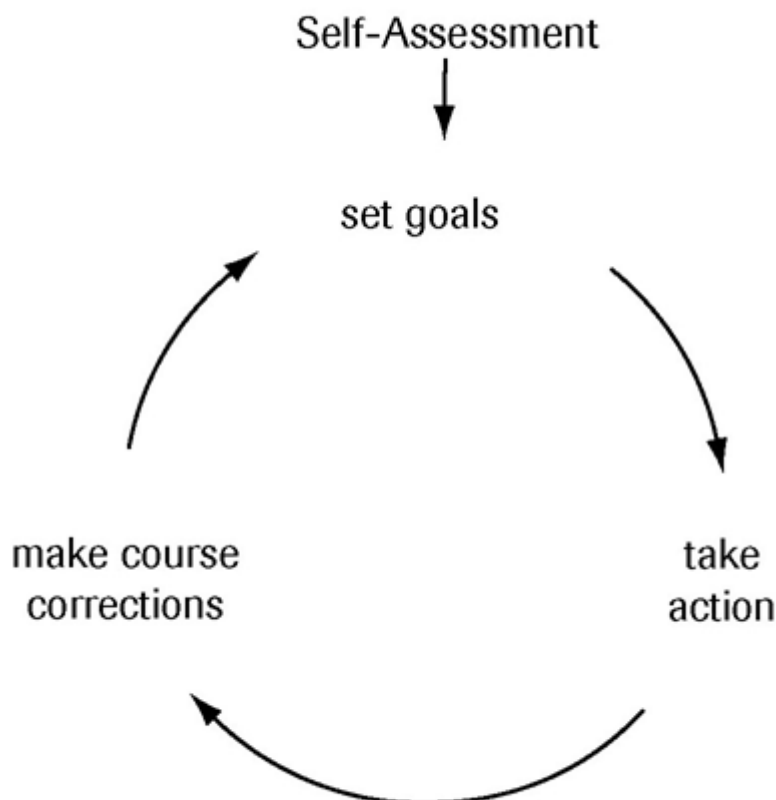 Self-Assessment
set goals
take
action
make course
corrections